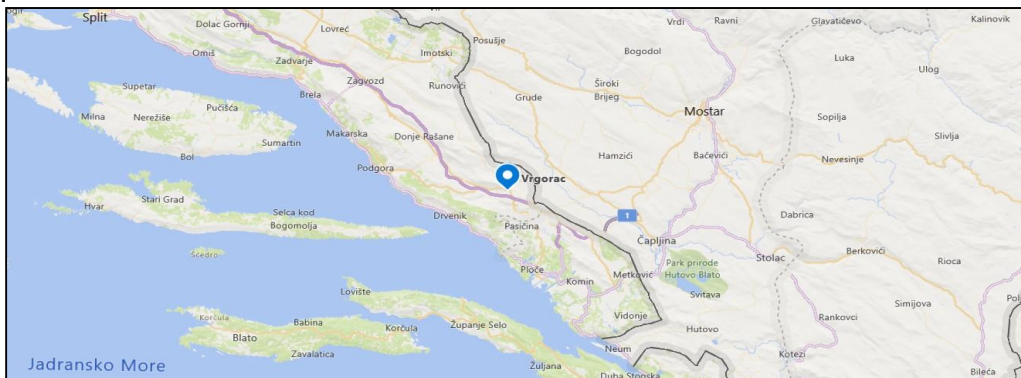 Split
Dolac Gornji
Lovreć
Posušje
Vrdi
Ravni
Glavatičevo
Kalinovik
Omiš
Zadvarje
Imotski
Bogodol
Luka
Ulog
Supetar
Zagvozd
Runovići
Široki
Brijeg
Brela
Grude
Milna
Nerežiše
Pučišća
Mostar
Sopilja
Makarska
Donje Rašane
Slivlja
Bol
Sumartin
Hamzići
Bačevići
Nevesinje
Podgora
Vrgorac
Hvar
Stari Grad
Selca kod
Bogomolja
Drvenik
Pasičina
1
Dabrica
Čapljina
Šćedro
Stolac
Berkovići
Rioca
Ploče
Metković
Park prirode
Hutovo Blato
Komin
Svitava
Lovište
Simijova
Korčula
Babina
Korčula
Županje Selo
Vidonje
Hutovo
Rankovci
Blato
Zavalatica
Neum
Kotezi
Jadransko More
Žuljana
Duba Stonska
Bileća